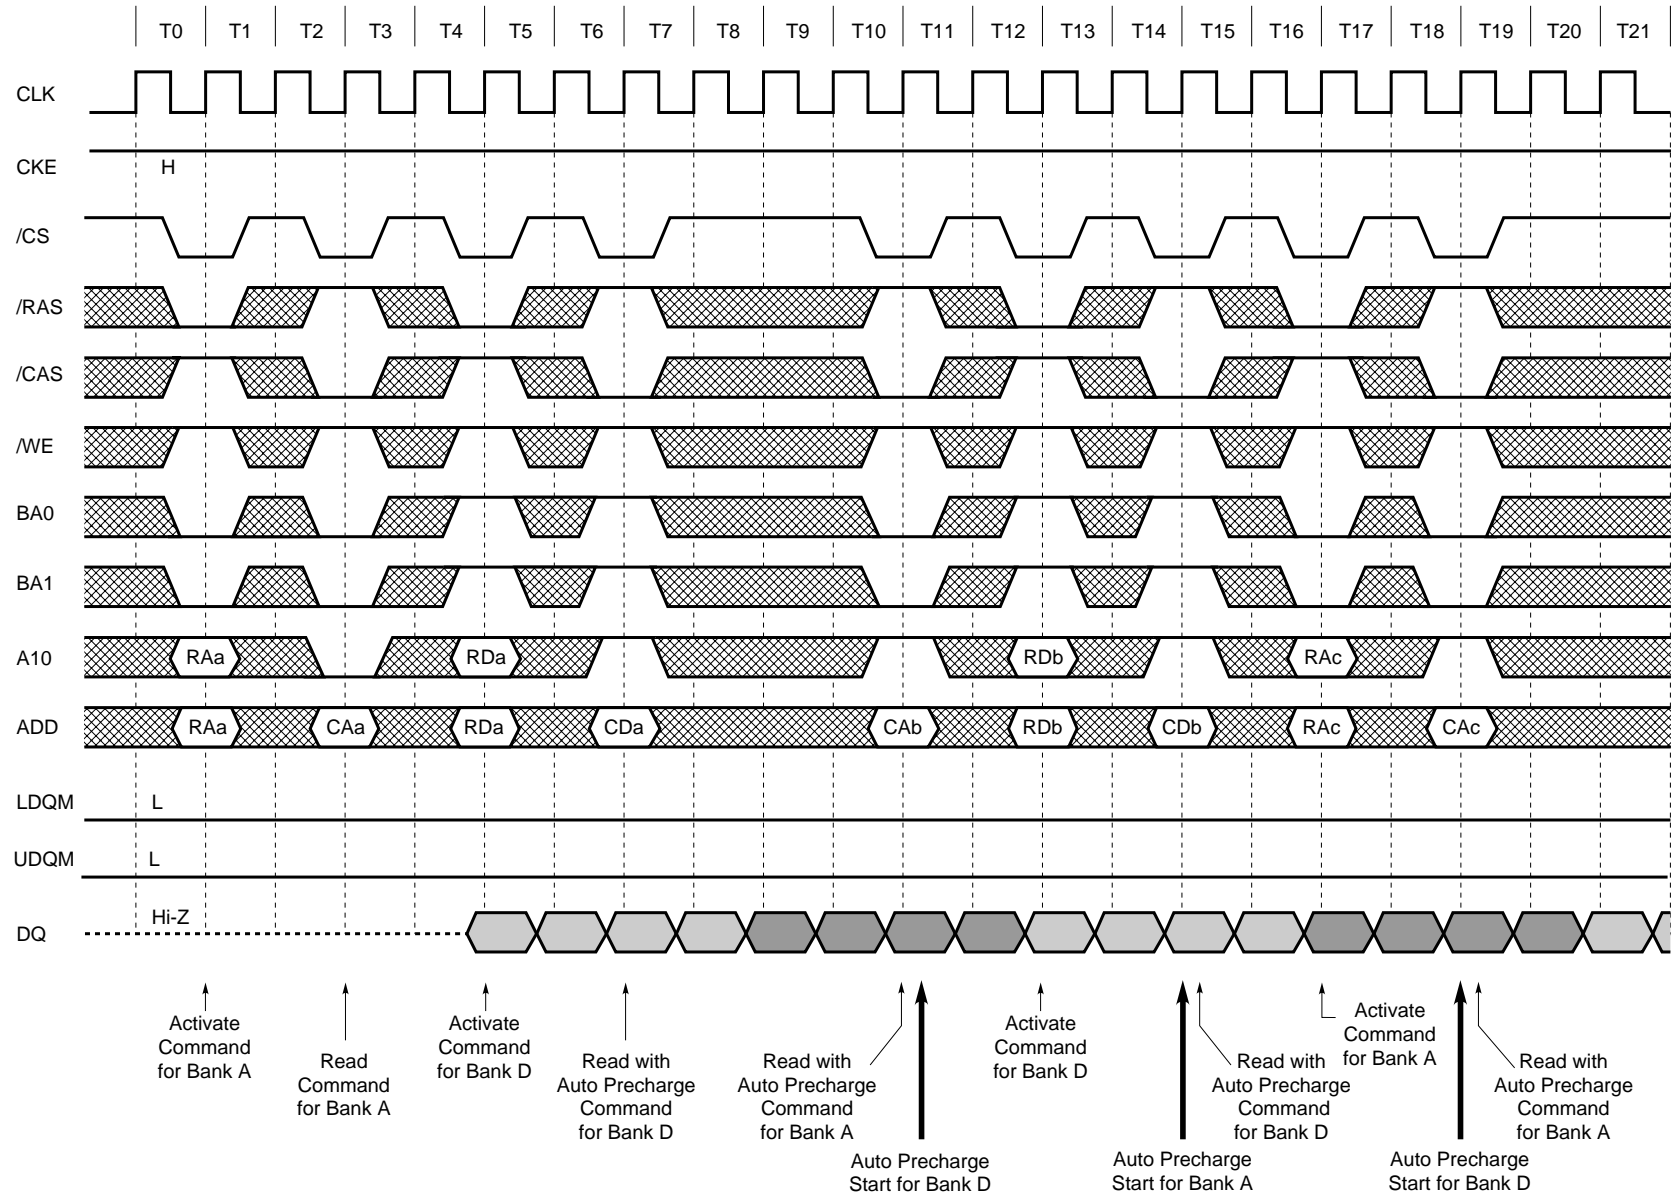 T0 T1 T2 T3 T4 T5 T6 T7 T8 T9 T10 T11 T12 T13 T14 T15 T16 T17 T18 T19 T20 T21
CLK
CKE H
/CS
/RAS
/CAS
/WE
BA0
BA1
A10 RAa RDa RDb RAc
ADD RAa CAa RDa CDa CAb RDb CDb RAc CAc
LDQM L
UDQM L
DQ Hi-Z
Activate
Command
for Bank A
Read
Command
for Bank A
Activate
Command
for Bank D
Read with
Auto Precharge
Command
for Bank D
Read with
Auto Precharge
Command
for Bank A
Auto Precharge
Start for Bank D
Activate
Command
for Bank D
Auto Precharge
Start for Bank A
Read with
Auto Precharge
Command
for Bank D
Activate
Command
for Bank A
Auto Precharge
Start for Bank D
Read with
Auto Precharge
Command
for Bank A